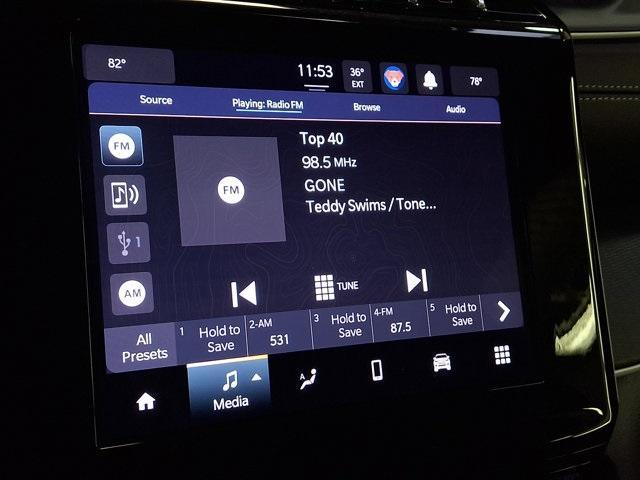 82°
11:53
36°
EXT
78°
Source
Playing: Radio FM
Browse
Audio
FM
FM
Top 40
98.5 MHz
GONE
Teddy Swims / Tone...
1
AM
TUNE
All
Presets
1
Hold to
Save
2-AM
531
3
Hold to
Save
4-FM
87.5
5
Hold to
Save
Media
A